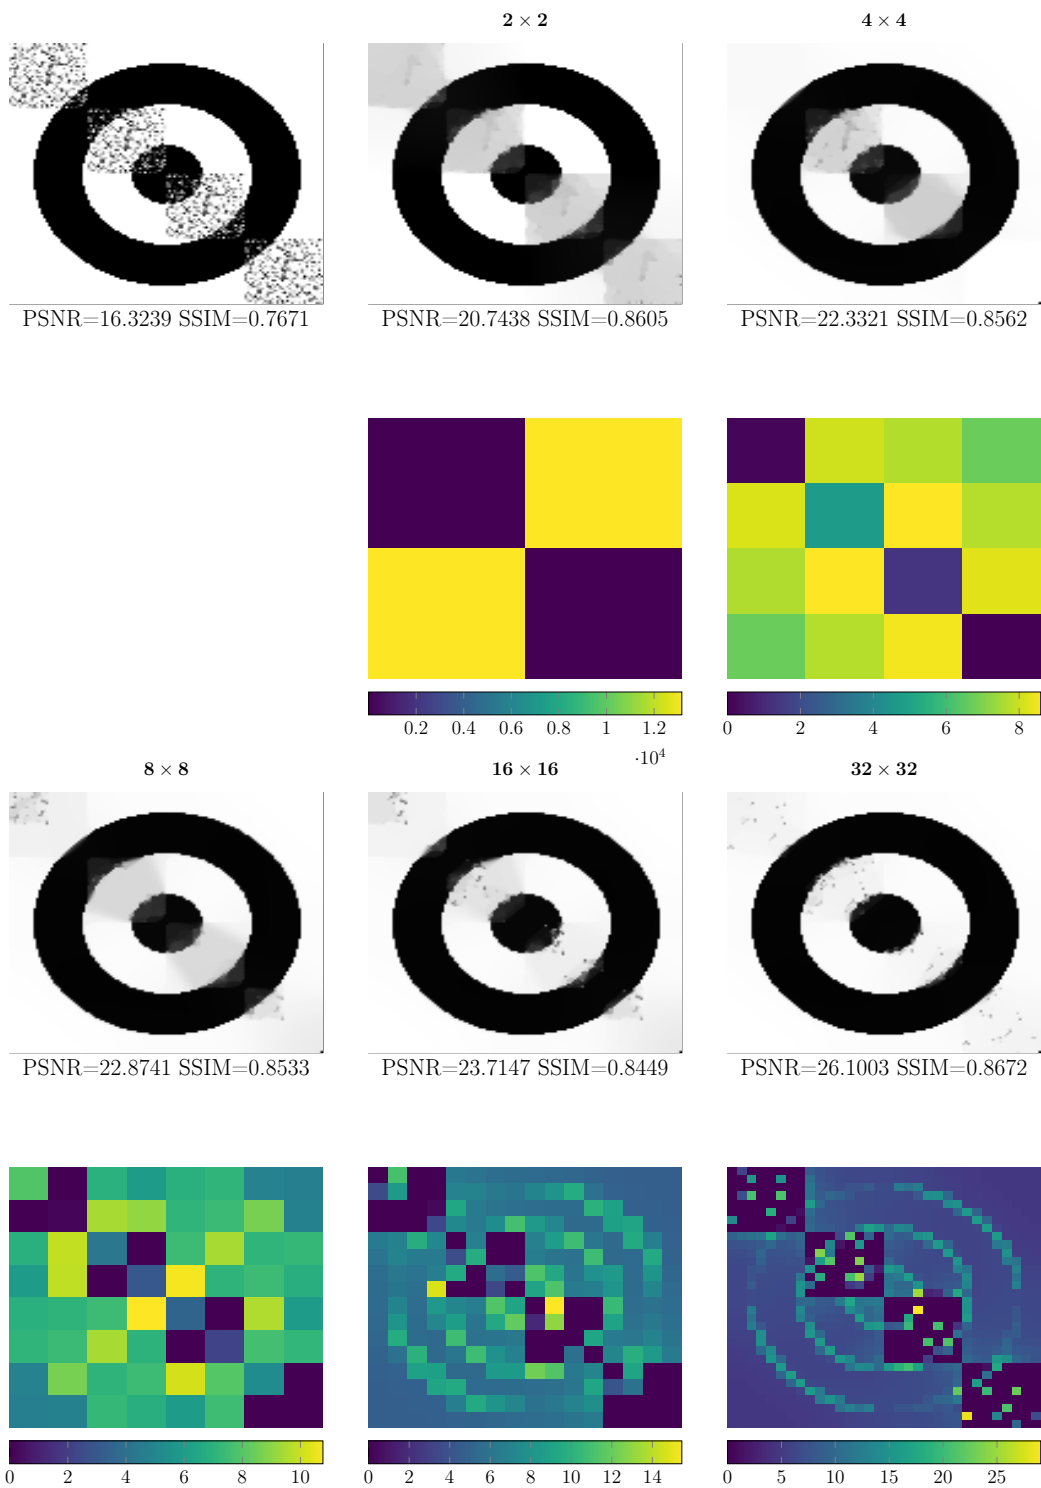 2 × 2
4 × 4
PSNR=16.3239 SSIM=0.7671
PSNR=20.7438 SSIM=0.8605
PSNR=22.3321 SSIM=0.8562
0.2 0.4 0.6 0.8 1 1.2
·10⁴
0 2 4 6 8
8 × 8
16 × 16
32 × 32
PSNR=22.8741 SSIM=0.8533
PSNR=23.7147 SSIM=0.8449
PSNR=26.1003 SSIM=0.8672
0 2 4 6 8 10
0 2 4 6 8 10 12 14
0 5 10 15 20 25